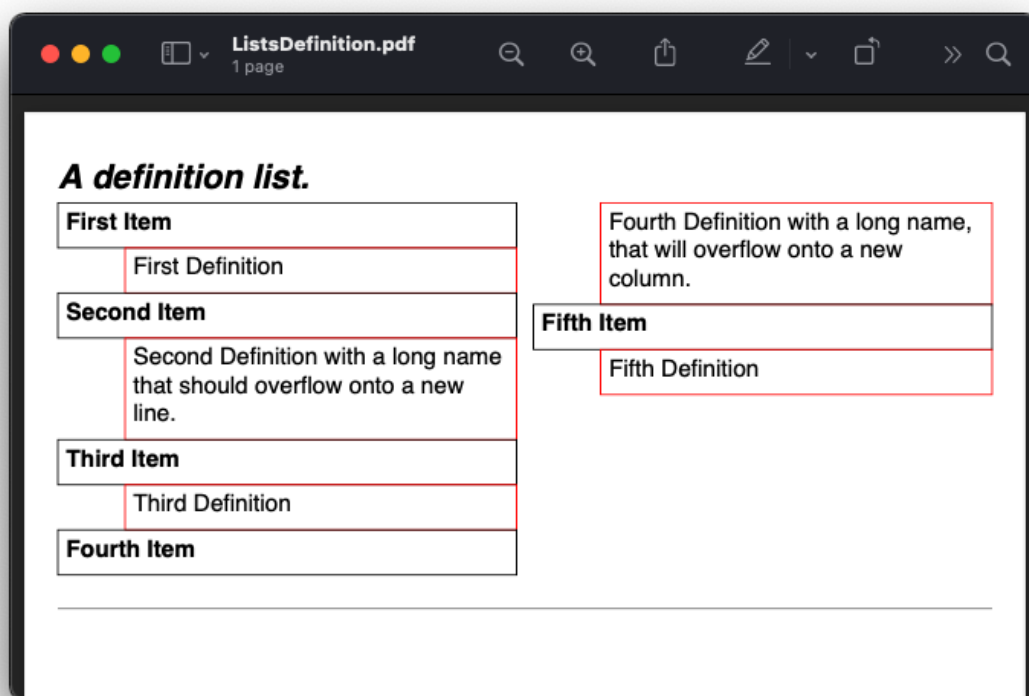 ListsDefinition.pdf
1 page
A definition list.
First Item
First Definition
Second Item
Second Definition with a long name
that should overflow onto a new
line.
Third Item
Third Definition
Fourth Item
Fourth Definition with a long name,
that will overflow onto a new
column.
Fifth Item
Fifth Definition